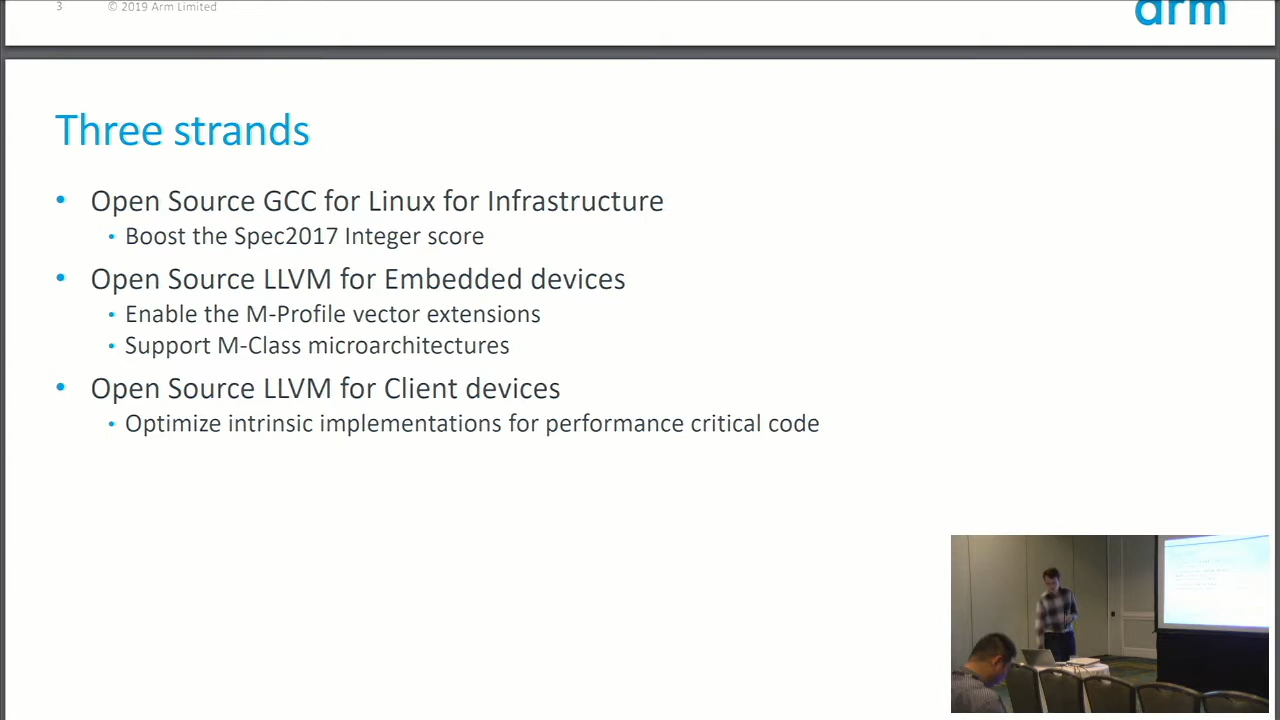 3 © 2019 Arm Limited
arm
Three strands
• Open Source GCC for Linux for Infrastructure
• Boost the Spec2017 Integer score
• Open Source LLVM for Embedded devices
• Enable the M-Profile vector extensions
• Support M-Class microarchitectures
• Open Source LLVM for Client devices
• Optimize intrinsic implementations for performance critical code